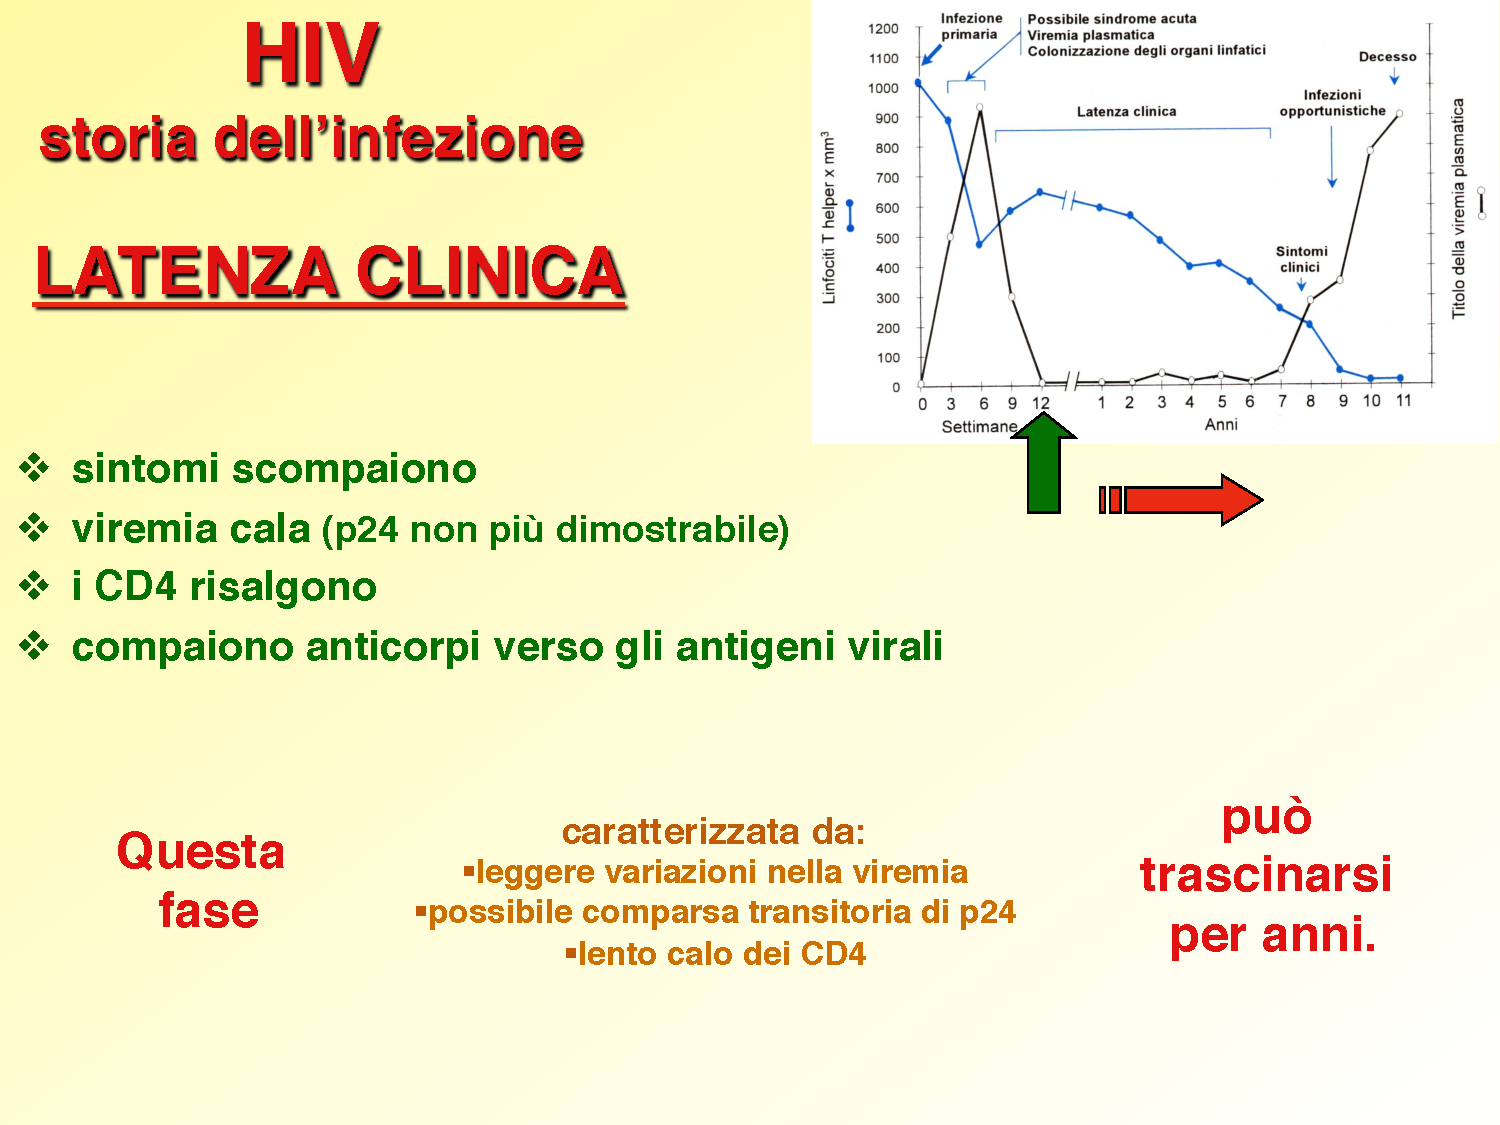 HIV
storia dell’infezione
LATENZA CLINICA
Infezione
primaria
Possibile sindrome acuta
Viremia plasmatica
Colonizzazione degli organi linfatici
Decesso
Infezioni
opportunistiche
Latenza clinica
Sintomi
clinici
Linfociti T helper x mm³
1200
1100
1000
900
800
700
600
500
400
300
200
100
0
Titolo della viremia plasmatica
0 3 6 9 12 1 2 3 4 5 6 7 8 9 10 11
Settimane Anni
❖ sintomi scompaiono
❖ viremia cala (p24 non più dimostrabile)
❖ i CD4 risalgono
❖ compaiono anticorpi verso gli antigeni virali
Questa
fase
caratterizzata da:
▪leggere variazioni nella viremia
▪possibile comparsa transitoria di p24
▪lento calo dei CD4
può
trascinarsi
per anni.